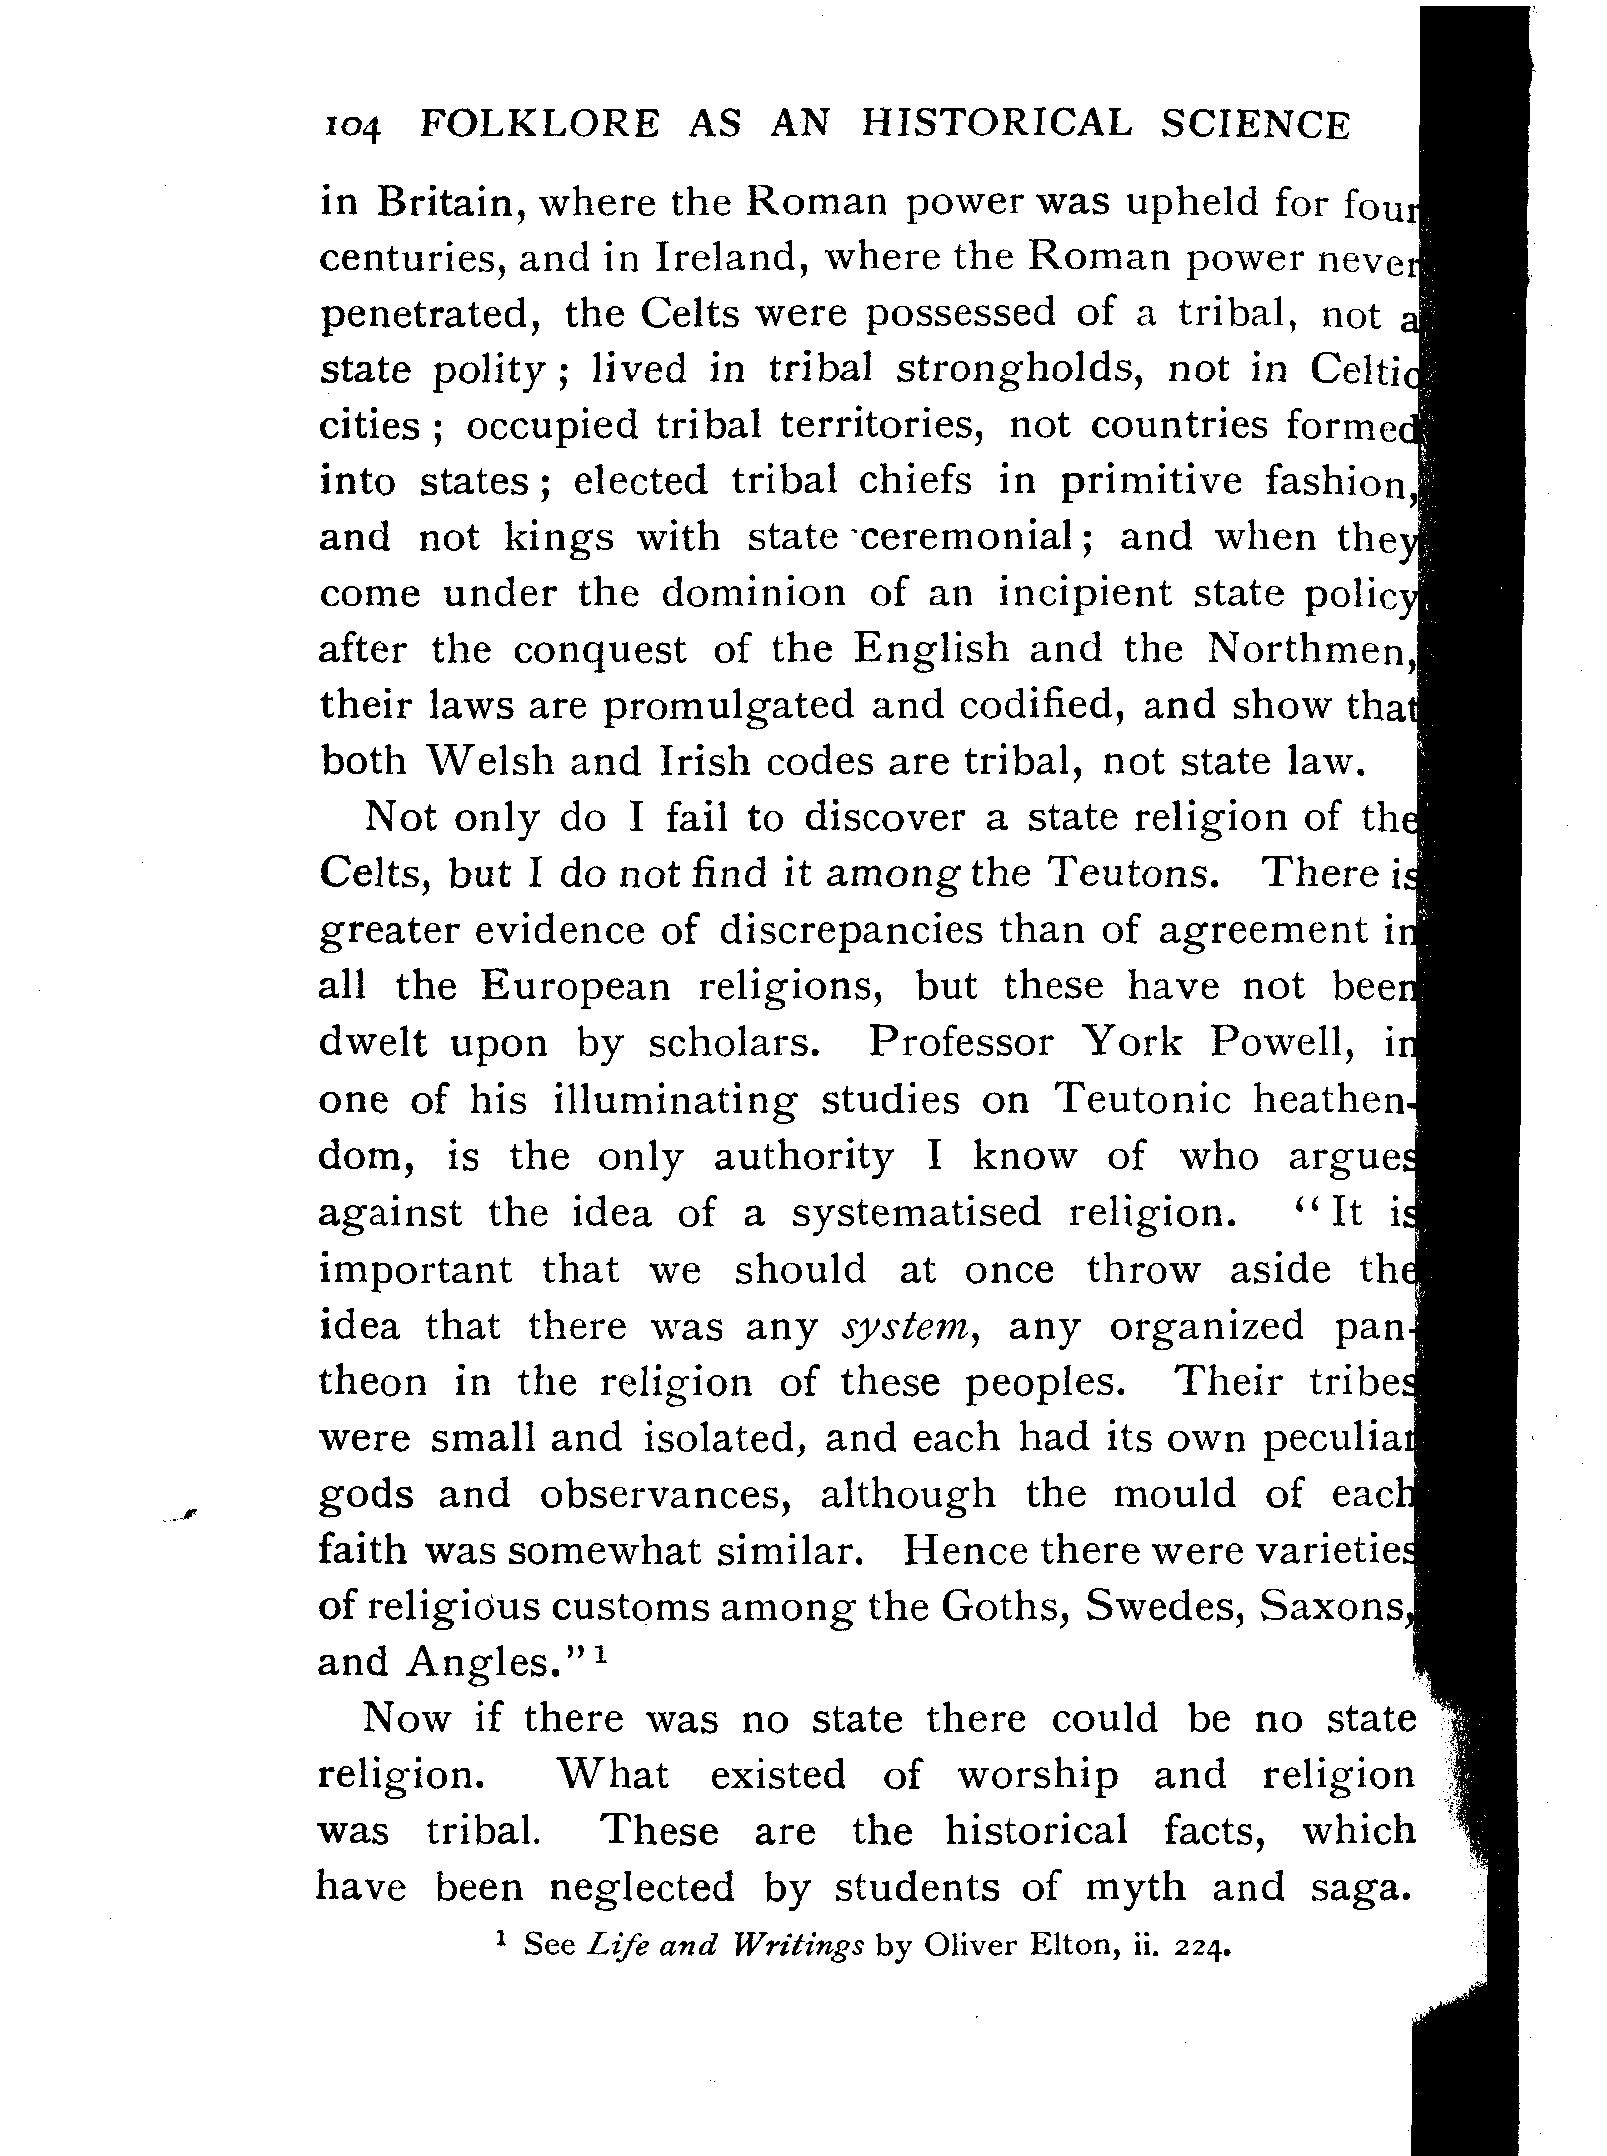 104 FOLKLORE AS AN HISTORICAL SCIENCE
in Britain, where the Roman power was upheld for four
centuries, and in Ireland, where the Roman power never
penetrated, the Celts were possessed of a tribal, not a
state polity ; lived in tribal strongholds, not in Celtic
cities ; occupied tribal territories, not countries formed
into states ; elected tribal chiefs in primitive fashion,
and not kings with state ceremonial ; and when they
come under the dominion of an incipient state policy
after the conquest of the English and the Northmen,
their laws are promulgated and codified, and show that
both Welsh and Irish codes are tribal, not state law.
Not only do I fail to discover a state religion of the
Celts, but I do not find it among the Teutons. There is
greater evidence of discrepancies than of agreement in
all the European religions, but these have not been
dwelt upon by scholars. Professor York Powell, in
one of his illuminating studies on Teutonic heathen-
dom, is the only authority I know of who argues
against the idea of a systematised religion. “ It is
important that we should at once throw aside the
idea that there was any system, any organized pan-
theon in the religion of these peoples. Their tribes
were small and isolated, and each had its own peculiar
gods and observances, although the mould of each
faith was somewhat similar. Hence there were varieties
of religious customs among the Goths, Swedes, Saxons,
and Angles.” 1
Now if there was no state there could be no state
religion. What existed of worship and religion
was tribal. These are the historical facts, which
have been neglected by students of myth and saga.
1 See Life and Writings by Oliver Elton, ii. 224.